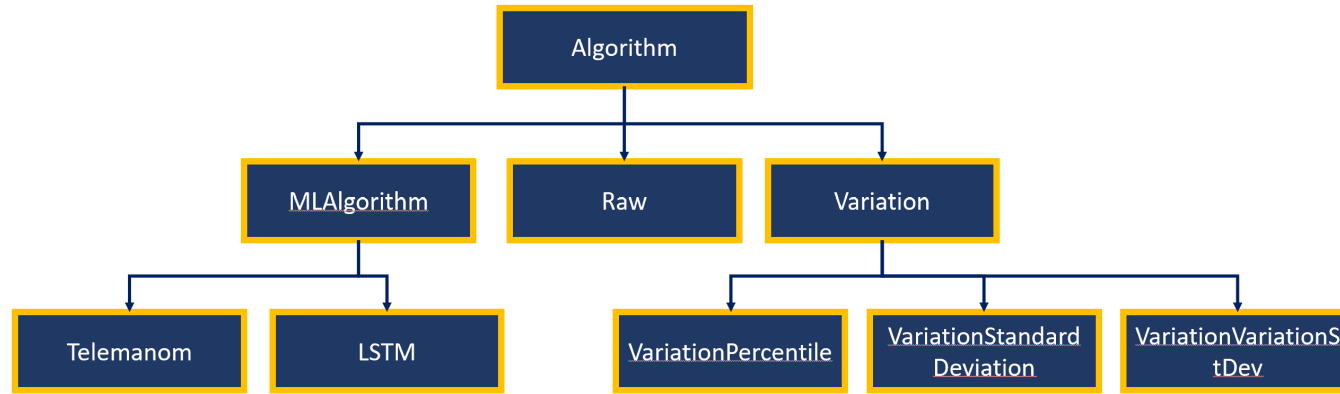 Algorithm
MLAlgorithm
Raw
Variation
Telemanom
LSTM
VariationPercentile
VariationStandard
Deviation
VariationVariationS
tDev